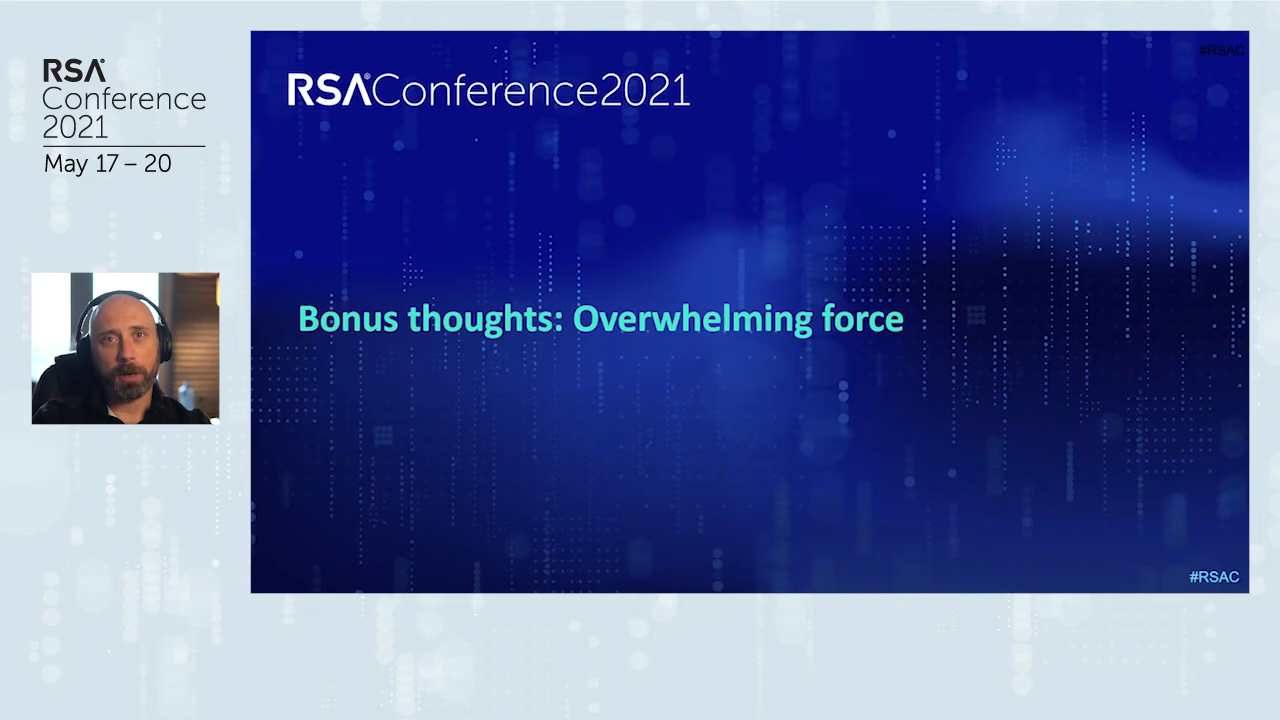 RSA
Conference
2021
May 17 – 20
#RSAC
RSAConference2021
Bonus thoughts: Overwhelming force
#RSAC